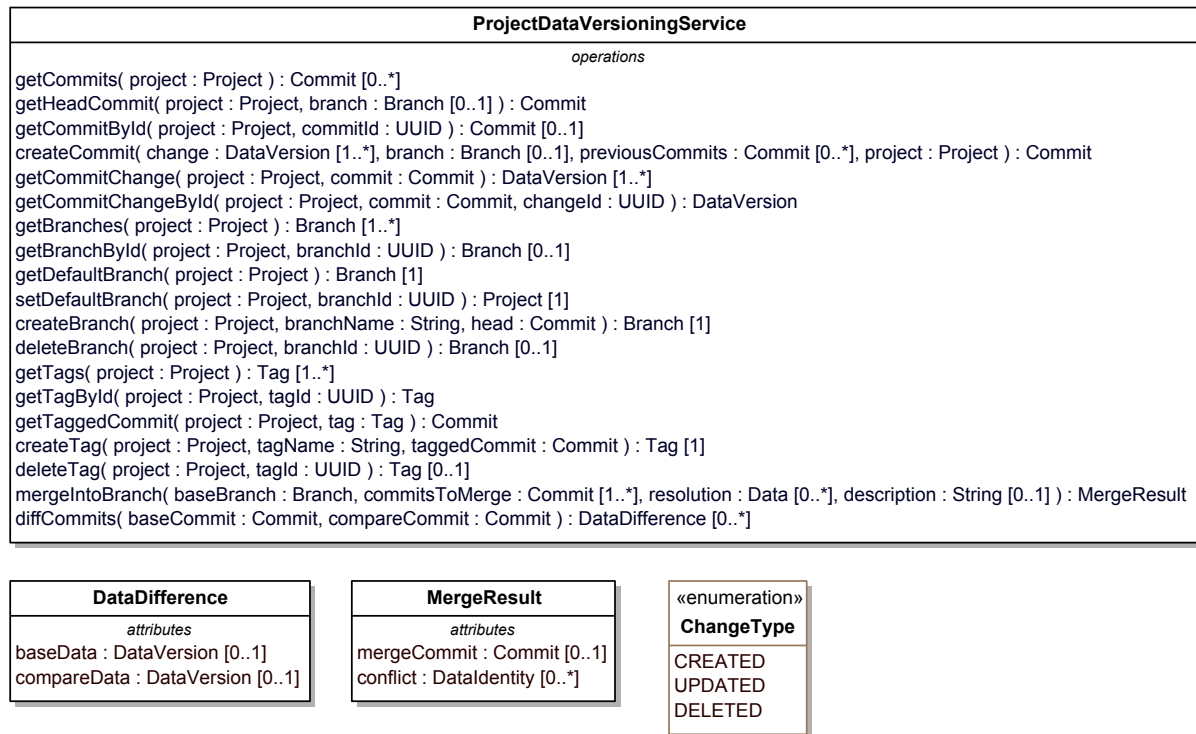 ProjectDataVersioningService
operations
getCommits( project : Project ) : Commit [0..*]
getHeadCommit( project : Project, branch : Branch [0..1] ) : Commit
getCommitById( project : Project, commitId : UUID ) : Commit [0..1]
createCommit( change : DataVersion [1..*], branch : Branch [0..1], previousCommits : Commit [0..*], project : Project ) : Commit
getCommitChange( project : Project, commit : Commit ) : DataVersion [1..*]
getCommitChangeById( project : Project, commit : Commit, changeId : UUID ) : DataVersion
getBranches( project : Project ) : Branch [1..*]
getBranchById( project : Project, branchId : UUID ) : Branch [0..1]
getDefaultBranch( project : Project ) : Branch [1]
setDefaultBranch( project : Project, branchId : UUID ) : Project [1]
createBranch( project : Project, branchName : String, head : Commit ) : Branch [1]
deleteBranch( project : Project, branchId : UUID ) : Branch [0..1]
getTags( project : Project ) : Tag [1..*]
getTagById( project : Project, tagId : UUID ) : Tag
getTaggedCommit( project : Project, tag : Tag ) : Commit
createTag( project : Project, tagName : String, taggedCommit : Commit ) : Tag [1]
deleteTag( project : Project, tagId : UUID ) : Tag [0..1]
mergeIntoBranch( baseBranch : Branch, commitsToMerge : Commit [1..*], resolution : Data [0..*], description : String [0..1] ) : MergeResult
diffCommits( baseCommit : Commit, compareCommit : Commit ) : DataDifference [0..*]
DataDifference
attributes
baseData : DataVersion [0..1]
compareData : DataVersion [0..1]
MergeResult
attributes
mergeCommit : Commit [0..1]
conflict : DataIdentity [0..*]
«enumeration»
ChangeType
CREATED
UPDATED
DELETED